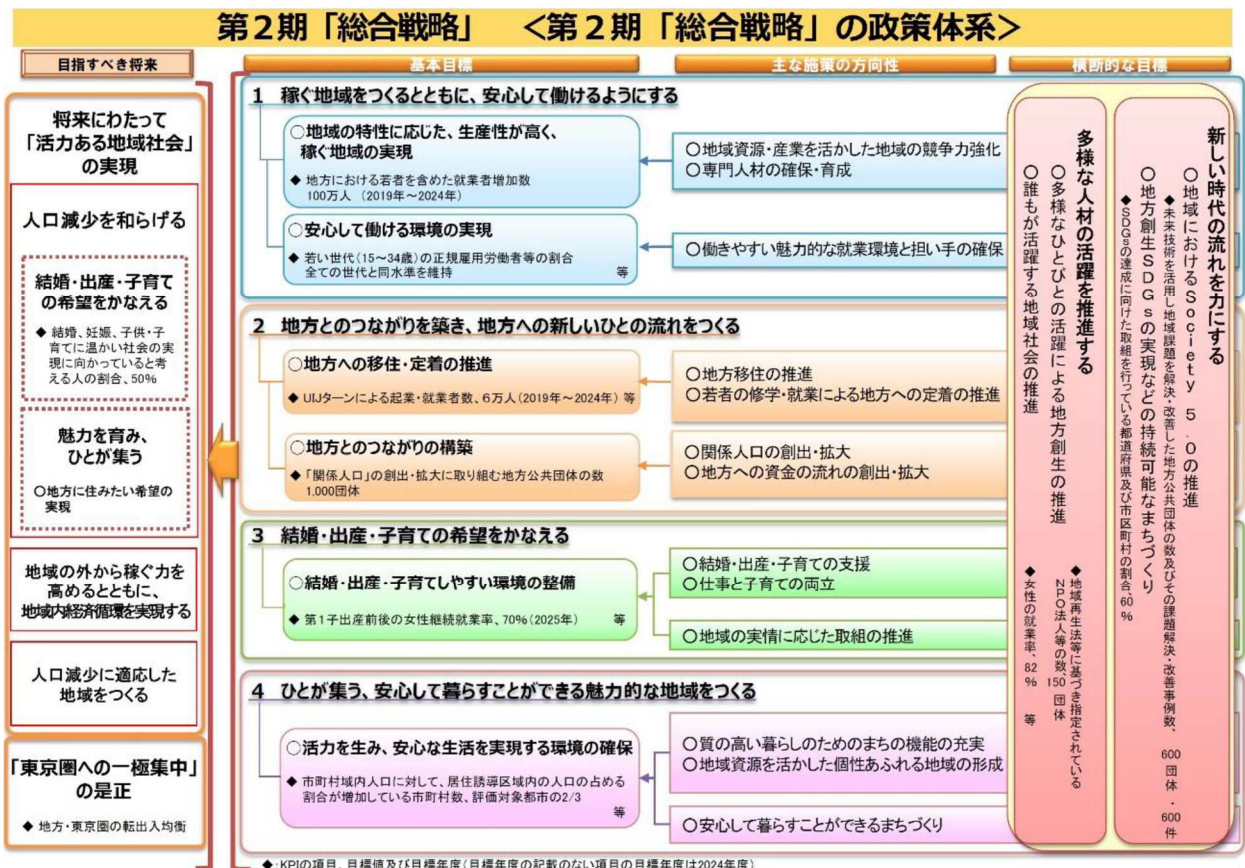 第2期「総合戦略」　＜第2期「総合戦略」の政策体系＞
目指すべき将来
基本目標
主な施策の方向性
横断的な目標
将来にわたって
「活力ある地域社会」
の実現
人口減少を和らげる
結婚・出産・子育て
の希望をかなえる
◆ 結婚、妊娠、子供・子
育てに温かい社会の実
現に向かっていると考
える人の割合、50%
魅力を育み、
ひとが集う
○地方に住みたい希望の
実現
地域の外から稼ぐ力を
高めるとともに、
地域内経済循環を実現する
人口減少に適応した
地域をつくる
「東京圏への一極集中」
の是正
◆ 地方・東京圏の転出入均衡
1 稼ぐ地域をつくるとともに、安心して働けるようにする
○地域の特性に応じた、生産性が高く、
稼ぐ地域の実現
◆ 地方における若者を含めた就業者増加数
100万人 （2019年～2024年）
○安心して働ける環境の実現
◆ 若い世代（15～34歳）の正規雇用労働者等の割合
全ての世代と同水準を維持 等
○地域資源・産業を活かした地域の競争力強化
○専門人材の確保・育成
○働きやすい魅力的な就業環境と担い手の確保
2 地方とのつながりを築き、地方への新しいひとの流れをつくる
○地方への移住・定着の推進
◆ UIJターンによる起業・就業者数、6万人（2019年～2024年） 等
○地方とのつながりの構築
◆「関係人口」の創出・拡大に取り組む地方公共団体の数
1,000団体
○地方移住の推進
○若者の修学・就業による地方への定着の推進
○関係人口の創出・拡大
○地方への資金の流れの創出・拡大
3 結婚・出産・子育ての希望をかなえる
○結婚・出産・子育てしやすい環境の整備
◆ 第1子出産前後の女性継続就業率、70%（2025年） 等
○結婚・出産・子育ての支援
○仕事と子育ての両立
○地域の実情に応じた取組の推進
4 ひとが集う、安心して暮らすことができる魅力的な地域をつくる
○活力を生み、安心な生活を実現する環境の確保
◆ 市町村域内人口に対して、居住誘導区域内の人口の占める
割合が増加している市町村数、評価対象都市の2/3
等
○質の高い暮らしのためのまちの機能の充実
○地域資源を活かした個性あふれる地域の形成
○安心して暮らすことができるまちづくり
新しい時代の流れを力にする
○地域におけるSociety 5.0の推進
◆未来技術を活用し地域課題を解決・改善した地方公共団体の数及びその課題解決・改善事例数、600団体・600件
○地方創生SDGsの実現などの持続可能なまちづくり
◆SDGsの達成に向けた取組を行っている都道府県及び市区町村の割合、60%
多様な人材の活躍を推進する
○多様なひとびとの活躍による地方創生の推進
◆地域再生法等に基づき指定されている
NPO法人等の数、150団体
○誰もが活躍する地域社会の推進
◆女性の就業率、82% 等
◆：KPIの項目、目標値及び目標年度（目標年度の記載のない項目の目標年度は2024年度）